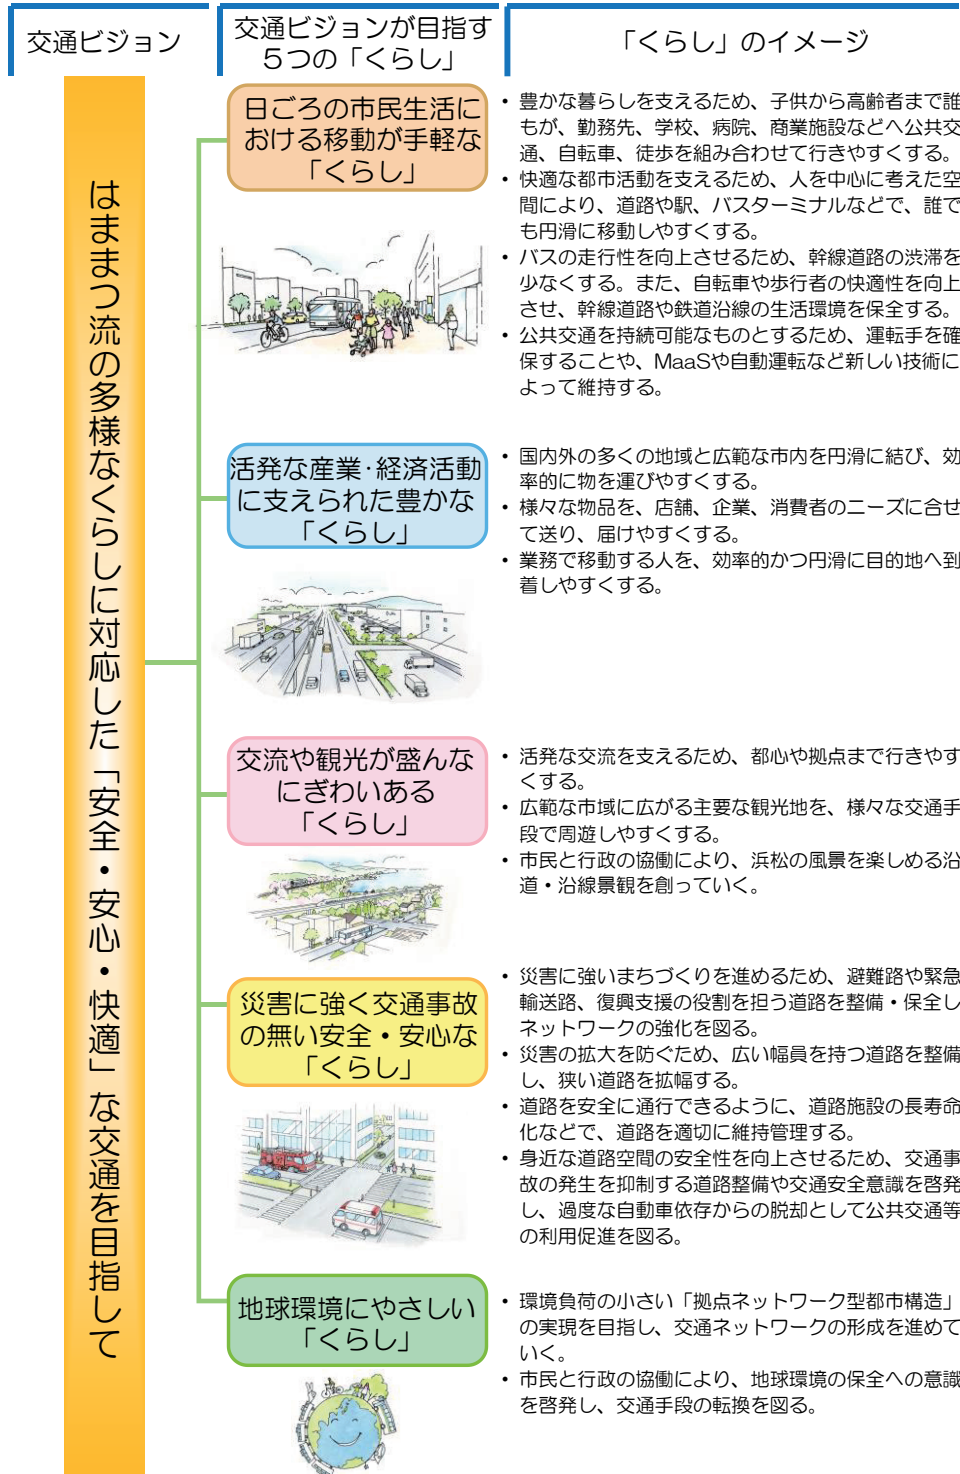 交通ビジョン
交通ビジョンが目指す
5つの「くらし」
「くらし」のイメージ
はままつ流の多様なくらしに対応した「安全・安心・快適」な交通を目指して
日ごろの市民生活に
おける移動が手軽な
「くらし」
• 豊かな暮らしを支えるため、子供から高齢者まで誰
もが、勤務先、学校、病院、商業施設などへ公共交
通、自転車、徒歩を組み合わせて行きやすくする。
• 快適な都市活動を支えるため、人を中心に考えた空
間により、道路や駅、バスターミナルなどで、誰で
も円滑に移動しやすくする。
• バスの走行性を向上させるため、幹線道路の渋滞を
少なくする。また、自転車や歩行者の快適性を向上
させ、幹線道路や鉄道沿線の生活環境を保全する。
• 公共交通を持続可能なものとするため、運転手を確
保することや、MaaSや自動運転など新しい技術に
よって維持する。
活発な産業・経済活動
に支えられた豊かな
「くらし」
• 国内外の多くの地域と広範な市内を円滑に結び、効
率的に物を運びやすくする。
• 様々な物品を、店舗、企業、消費者のニーズに合せ
て送り、届けやすくする。
• 業務で移動する人を、効率的かつ円滑に目的地へ到
着しやすくする。
交流や観光が盛んな
にぎわいある
「くらし」
• 活発な交流を支えるため、都心や拠点まで行きやす
くする。
• 広範な市域に広がる主要な観光地を、様々な交通手
段で周遊しやすくする。
• 市民と行政の協働により、浜松の風景を楽しめる沿
道・沿線景観を創っていく。
災害に強く交通事故
の無い安全・安心な
「くらし」
• 災害に強いまちづくりを進めるため、避難路や緊急
輸送路、復興支援の役割を担う道路を整備・保全し
ネットワークの強化を図る。
• 災害の拡大を防ぐため、広い幅員を持つ道路を整備
し、狭い道路を拡幅する。
• 道路を安全に通行できるように、道路施設の長寿命
化などで、道路を適切に維持管理する。
• 身近な道路空間の安全性を向上させるため、交通事
故の発生を抑制する道路整備や交通安全意識を啓発
し、過度な自動車依存からの脱却として公共交通等
の利用促進を図る。
地球環境にやさしい
「くらし」
• 環境負荷の小さい「拠点ネットワーク型都市構造」
の実現を目指し、交通ネットワークの形成を進めて
いく。
• 市民と行政の協働により、地球環境の保全への意識
を啓発し、交通手段の転換を図る。